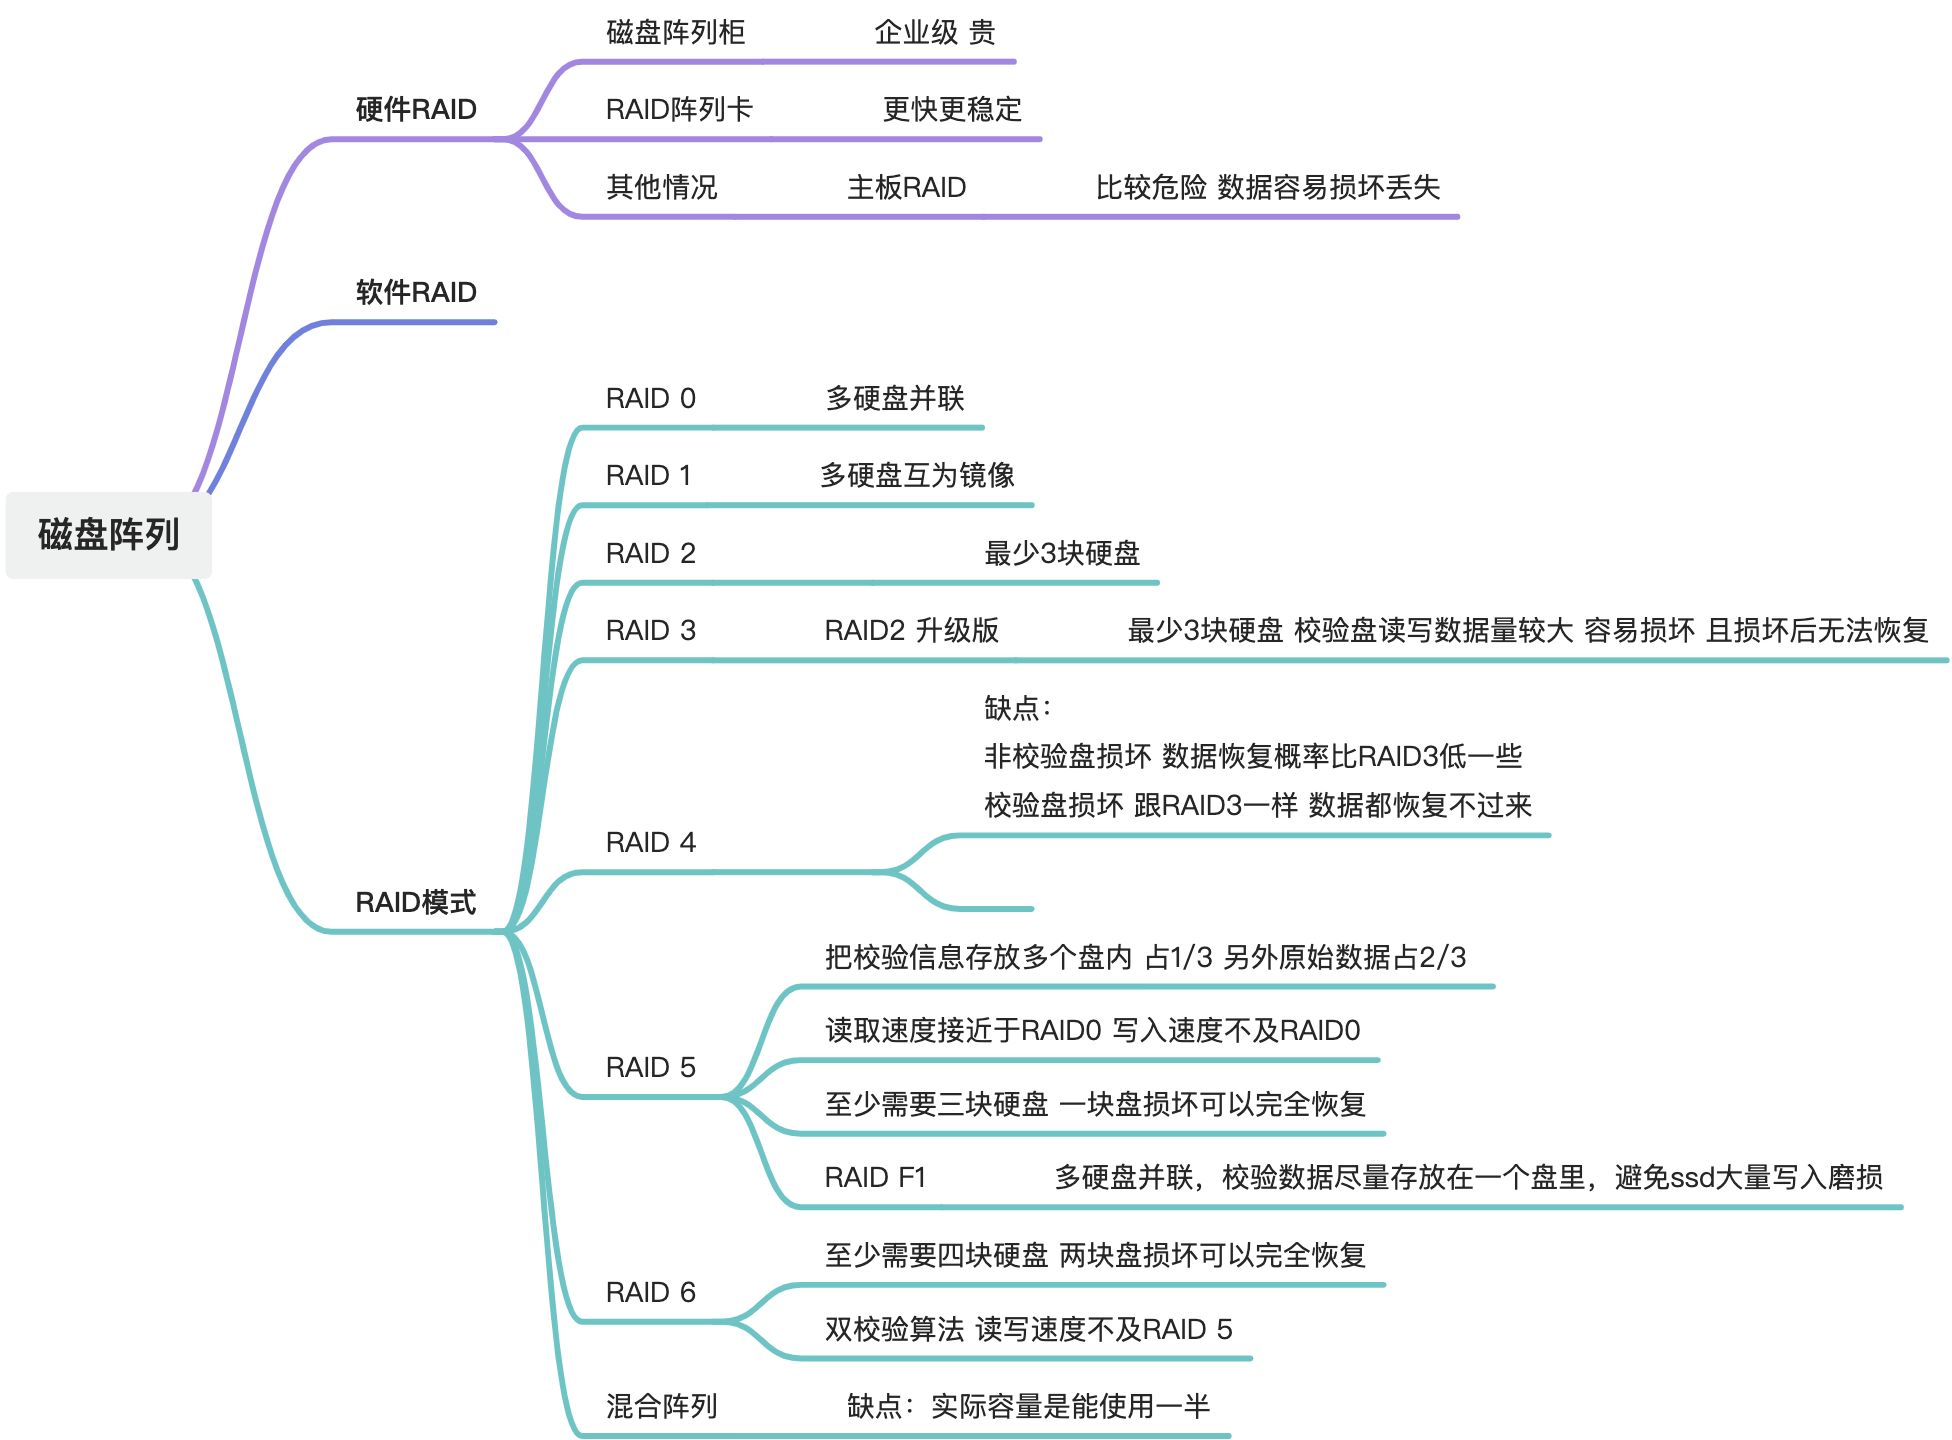 磁盘阵列
硬件RAID
磁盘阵列柜
企业级 贵
RAID阵列卡
更快更稳定
其他情况
主板RAID
比较危险 数据容易损坏丢失
软件RAID
RAID模式
RAID 0
多硬盘并联
RAID 1
多硬盘互为镜像
RAID 2
最少3块硬盘
RAID 3
RAID2 升级版
最少3块硬盘 校验盘读写数据量较大 容易损坏 且损坏后无法恢复
RAID 4
缺点：
非校验盘损坏 数据恢复概率比RAID3低一些
校验盘损坏 跟RAID3一样 数据都恢复不过来
RAID 5
把校验信息存放多个盘内 占1/3 另外原始数据占2/3
读取速度接近于RAID0 写入速度不及RAID0
至少需要三块硬盘 一块盘损坏可以完全恢复
RAID F1
多硬盘并联，校验数据尽量存放在一个盘里，避免ssd大量写入磨损
RAID 6
至少需要四块硬盘 两块盘损坏可以完全恢复
双校验算法 读写速度不及RAID 5
混合阵列
缺点：实际容量是能使用一半